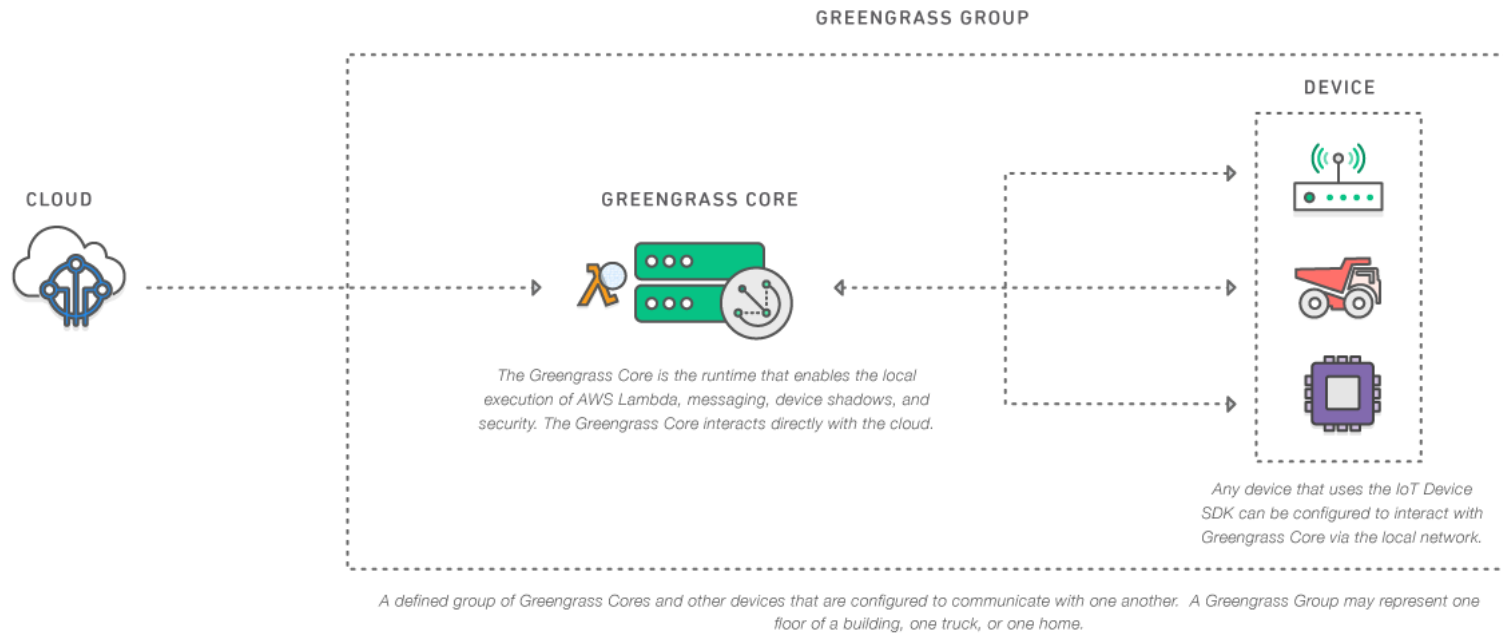 GREENGRASS GROUP
DEVICE
CLOUD
GREENGRASS CORE
The Greengrass Core is the runtime that enables the local
execution of AWS Lambda, messaging, device shadows, and
security. The Greengrass Core interacts directly with the cloud.
Any device that uses the IoT Device
SDK can be configured to interact with
Greengrass Core via the local network.
A defined group of Greengrass Cores and other devices that are configured to communicate with one another. A Greengrass Group may represent one
floor of a building, one truck, or one home.